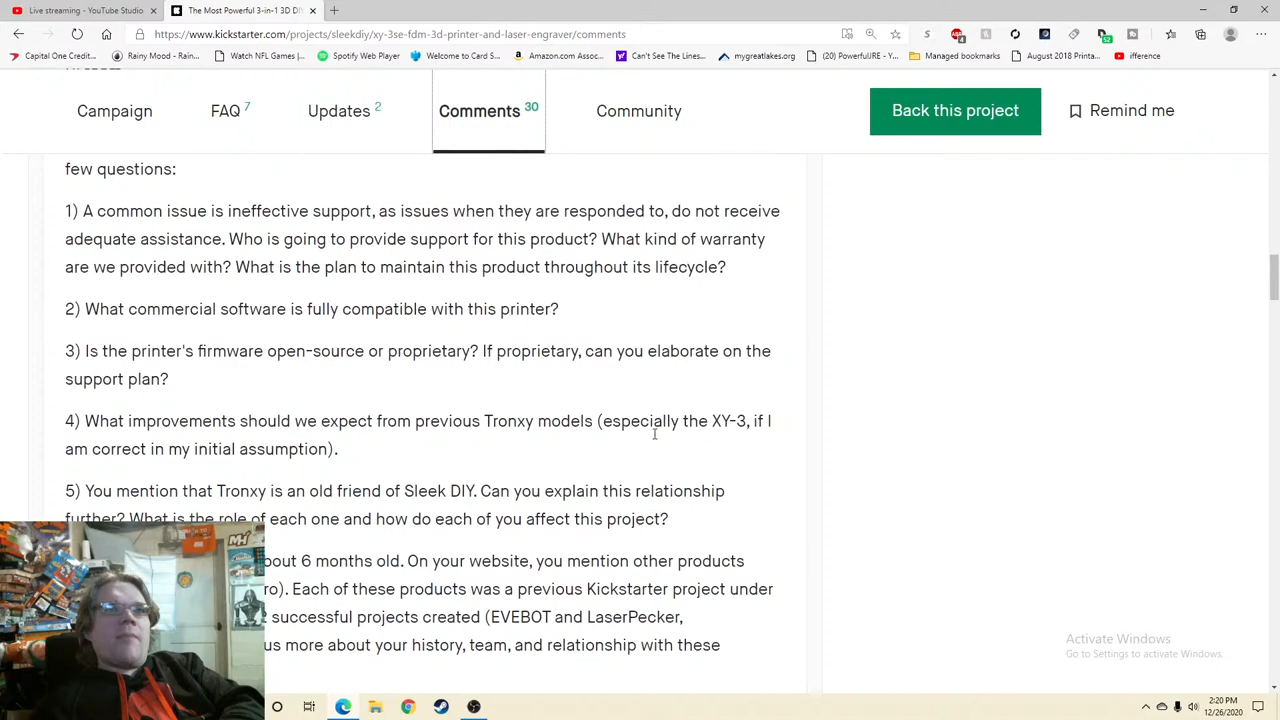 Live streaming - YouTube Studio
The Most Powerful 3-in-1 3D DI
https://www.kickstarter.com/projects/sleekdiy/xy-3se-fdm-3d-printer-and-laser-engraver/comments
Capital One Credit...
Rainy Mood - Rain...
Watch NFL Games |...
Spotify Web Player
Welcome to Card S...
Amazon.com Assoc...
Can't See The Lines...
mygreatlakes.org
(20) PowerfulJRE - Y...
Managed bookmarks
August 2018 Printa...
ifference
Campaign
FAQ 7
Updates 2
Comments 30
Community
Back this project
Remind me
few questions:
1) A common issue is ineffective support, as issues when they are responded to, do not receive
adequate assistance. Who is going to provide support for this product? What kind of warranty
are we provided with? What is the plan to maintain this product throughout its lifecycle?
2) What commercial software is fully compatible with this printer?
3) Is the printer's firmware open-source or proprietary? If proprietary, can you elaborate on the
support plan?
4) What improvements should we expect from previous Tronxy models (especially the XY-3, if I
am correct in my initial assumption).
5) You mention that Tronxy is an old friend of Sleek DIY. Can you explain this relationship
further? What is the role of each one and how do each of you affect this project?
bout 6 months old. On your website, you mention other products
ro). Each of these products was a previous Kickstarter project under
successful projects created (EVEBOT and LaserPecker,
us more about your history, team, and relationship with these
Activate Windows
Go to Settings to activate Windows.
2:20 PM
12/26/2020